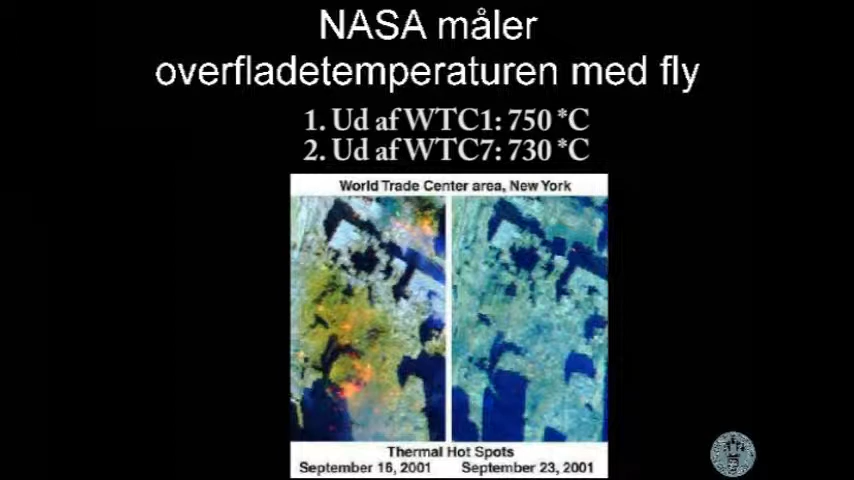 NASA måler
overfladetemperaturen med fly
1. Ud af WTC1: 750 *C
2. Ud af WTC7: 730 *C
World Trade Center area, New York
Thermal Hot Spots
September 16, 2001 September 23, 2001